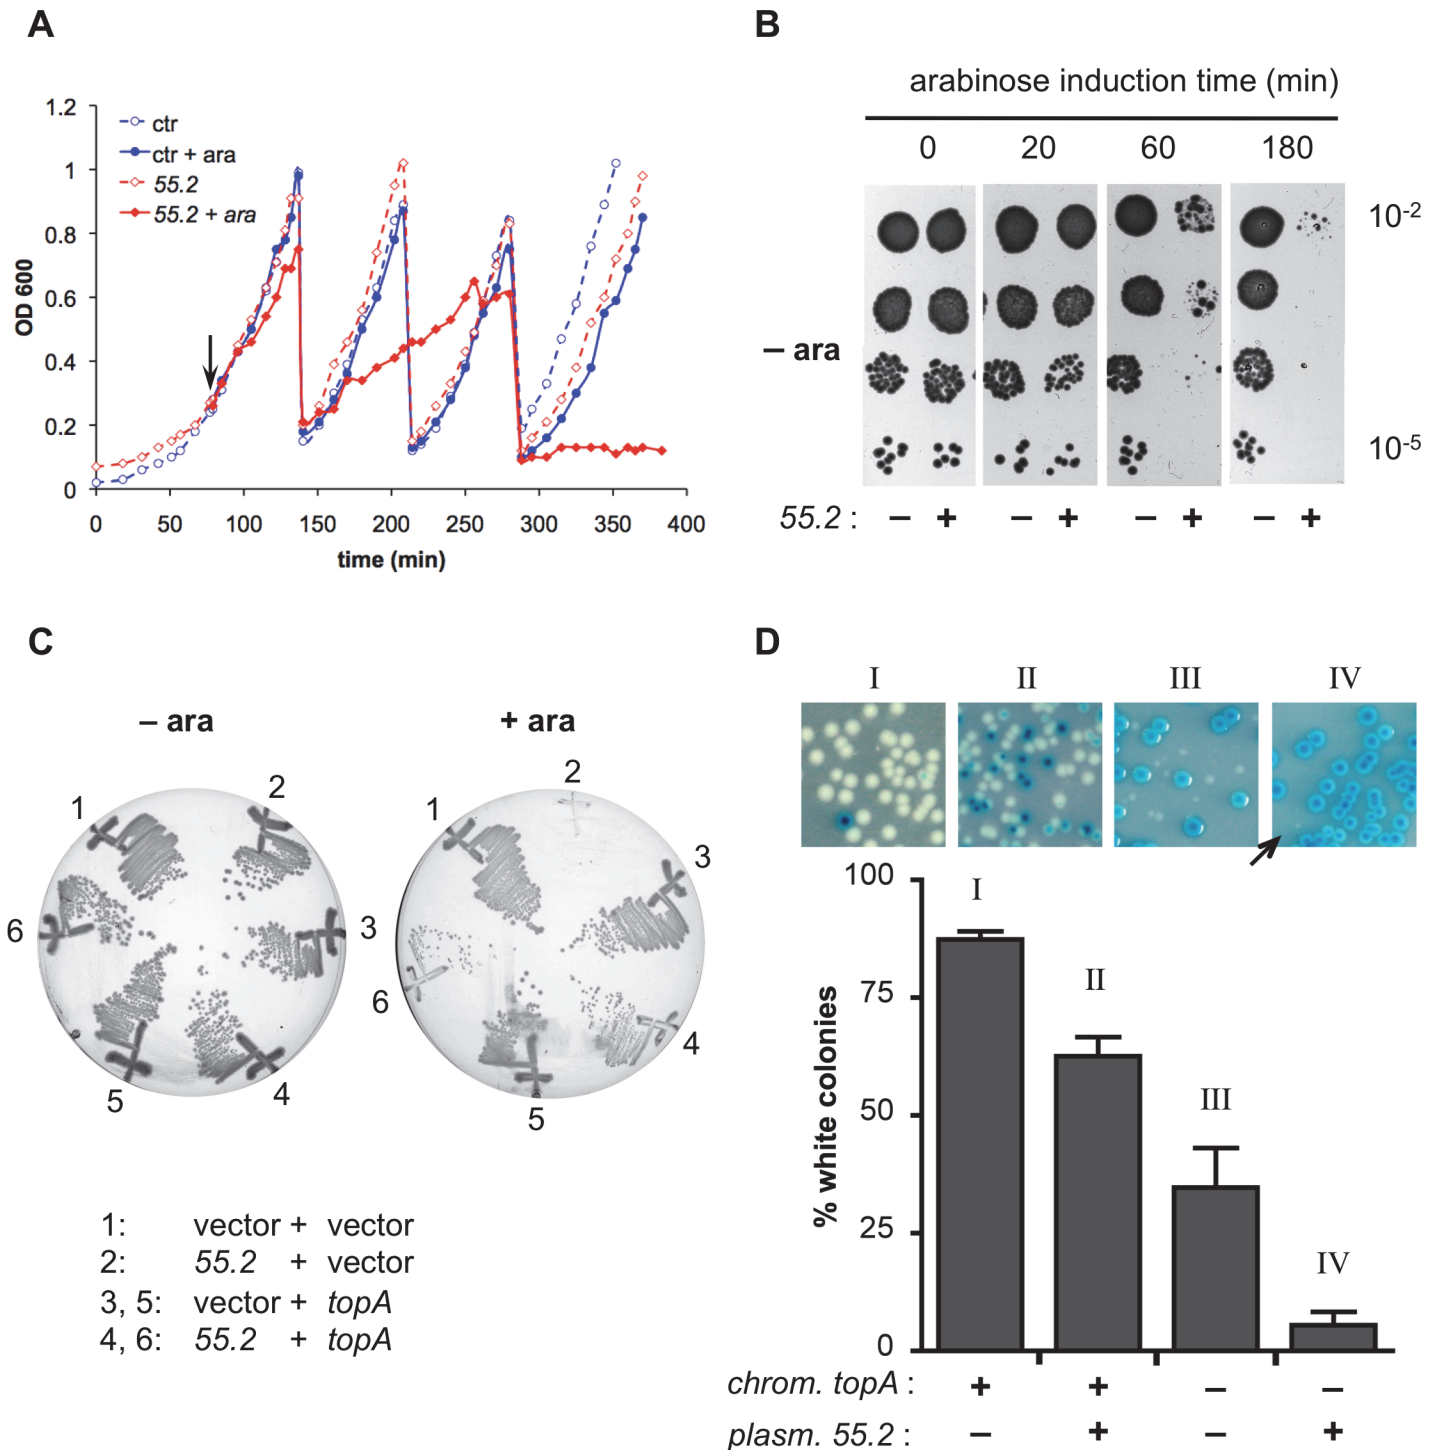 A
1.2
1
0.8
0.6
0.4
0.2
0
OD 600
ctr
ctr + ara
55.2
55.2 + ara
0 50 100 150 200 250 300 350 400
time (min)
B
arabinose induction time (min)
0 20 60 180
10-2
– ara
10-5
55.2 : – + – + – + – +
C
– ara
+ ara
1
2
3
4
5
6
1
2
3
4
5
6
1: vector + vector
2: 55.2 + vector
3, 5: vector + topA
4, 6: 55.2 + topA
D
I II III IV
100
75
50
25
0
% white colonies
I
II
III
IV
chrom. topA : + + – –
plasm. 55.2 : – + – +